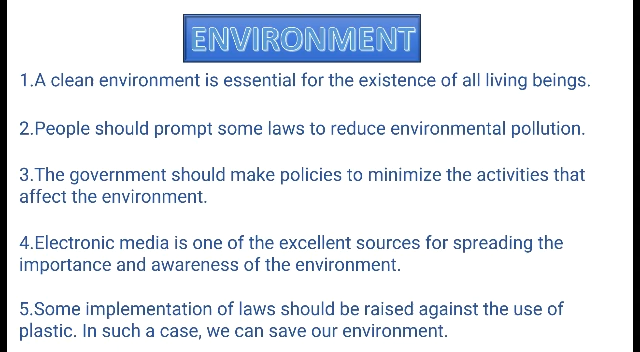 ENVIRONMENT
1.A clean environment is essential for the existence of all living beings.
2.People should prompt some laws to reduce environmental pollution.
3.The government should make policies to minimize the activities that
affect the environment.
4.Electronic media is one of the excellent sources for spreading the
importance and awareness of the environment.
5.Some implementation of laws should be raised against the use of
plastic. In such a case, we can save our environment.